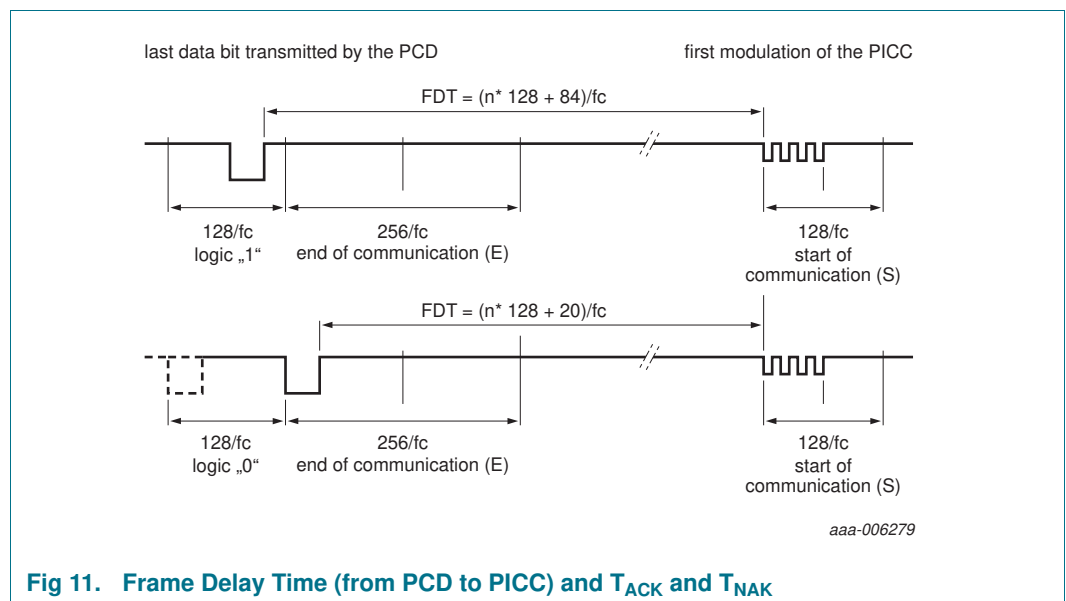 last data bit transmitted by the PCD
first modulation of the PICC
FDT = (n* 128 + 84)/fc
128/fc
logic „1“
256/fc
end of communication (E)
128/fc
start of
communication (S)
FDT = (n* 128 + 20)/fc
128/fc
logic „0“
256/fc
end of communication (E)
128/fc
start of
communication (S)
aaa-006279
Fig 11. Frame Delay Time (from PCD to PICC) and TACK and TNAK